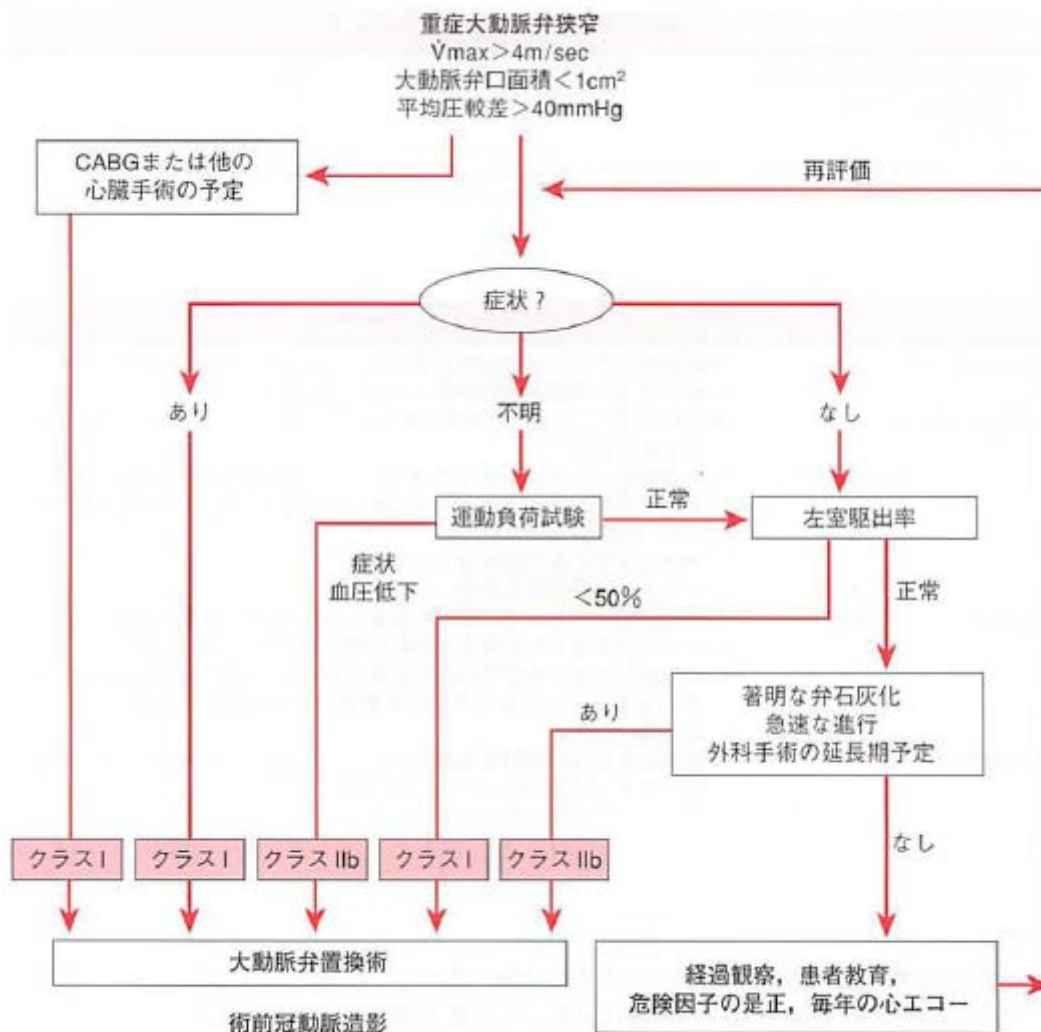 重症大動脈弁狭窄
V̇max＞4m/sec
大動脈弁口面積＜1cm²
平均圧較差＞40mmHg
CABGまたは他の
心臓手術の予定
再評価
症状？
あり
不明
なし
運動負荷試験
正常
左室駆出率
症状
血圧低下
＜50％
正常
あり
著明な弁石灰化
急速な進行
外科手術の延長期予定
なし
クラスI
クラスI
クラスIIb
クラスI
クラスIIb
大動脈弁置換術
術前冠動脈造影
経過観察，患者教育，
危険因子の是正，毎年の心エコー